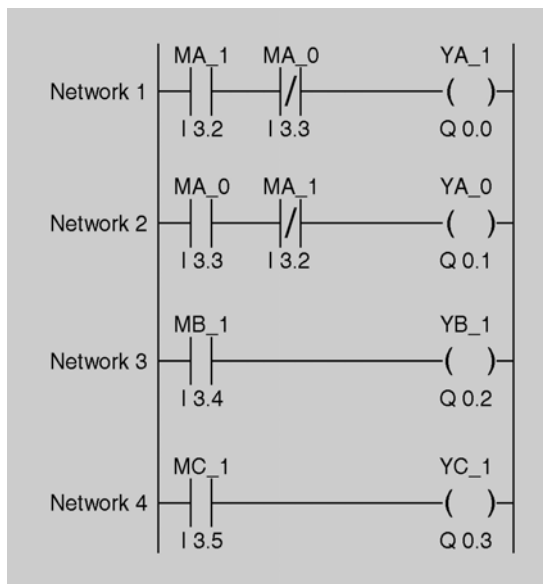 MA_1 MA_0 YA_1
Network 1
I 3.2 I 3.3 Q 0.0
MA_0 MA_1 YA_0
Network 2
I 3.3 I 3.2 Q 0.1
MB_1 YB_1
Network 3
I 3.4 Q 0.2
MC_1 YC_1
Network 4
I 3.5 Q 0.3